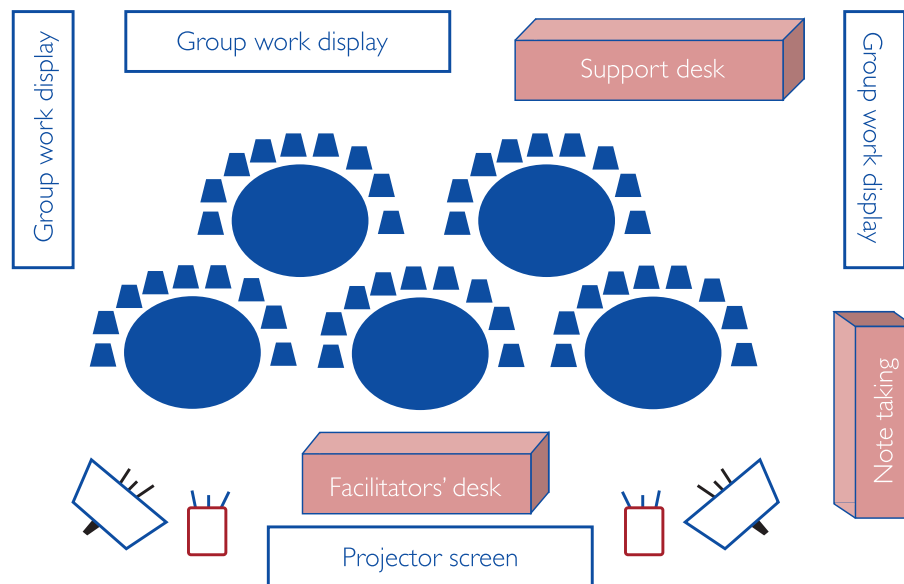 Group work display
Group work display
Support desk
Group work display
Note taking
Facilitators’ desk
Projector screen